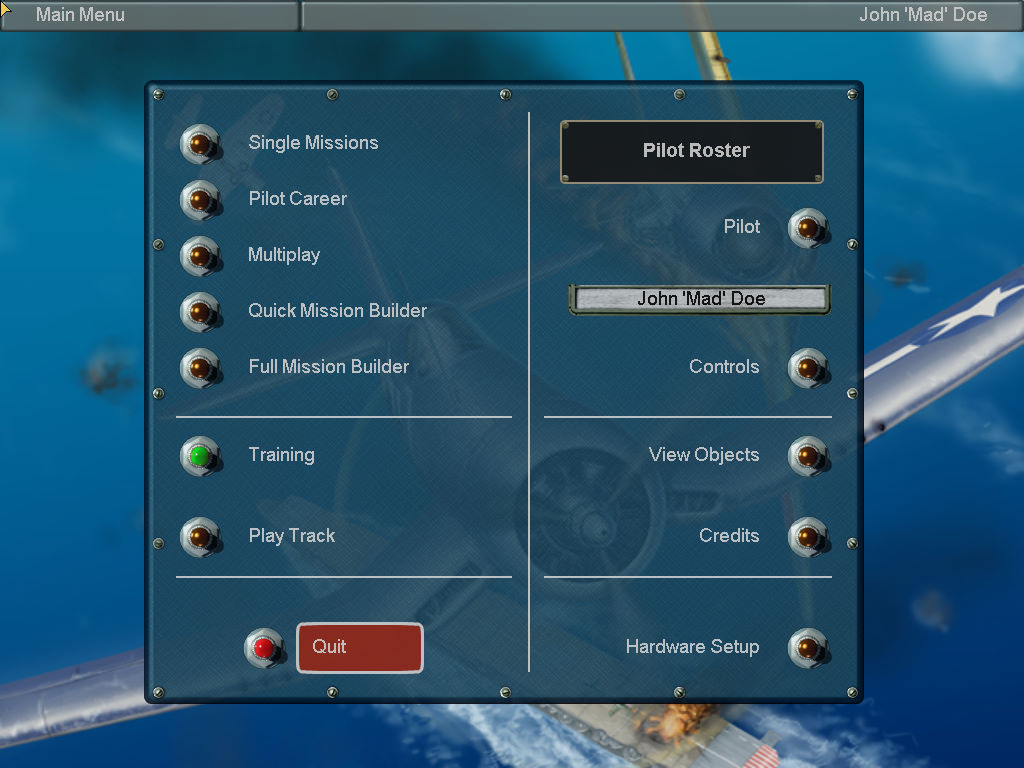 Main Menu
John 'Mad' Doe
Single Missions
Pilot Career
Multiplay
Quick Mission Builder
Full Mission Builder
Training
Play Track
Quit
Pilot Roster
Pilot
John 'Mad' Doe
Controls
View Objects
Credits
Hardware Setup